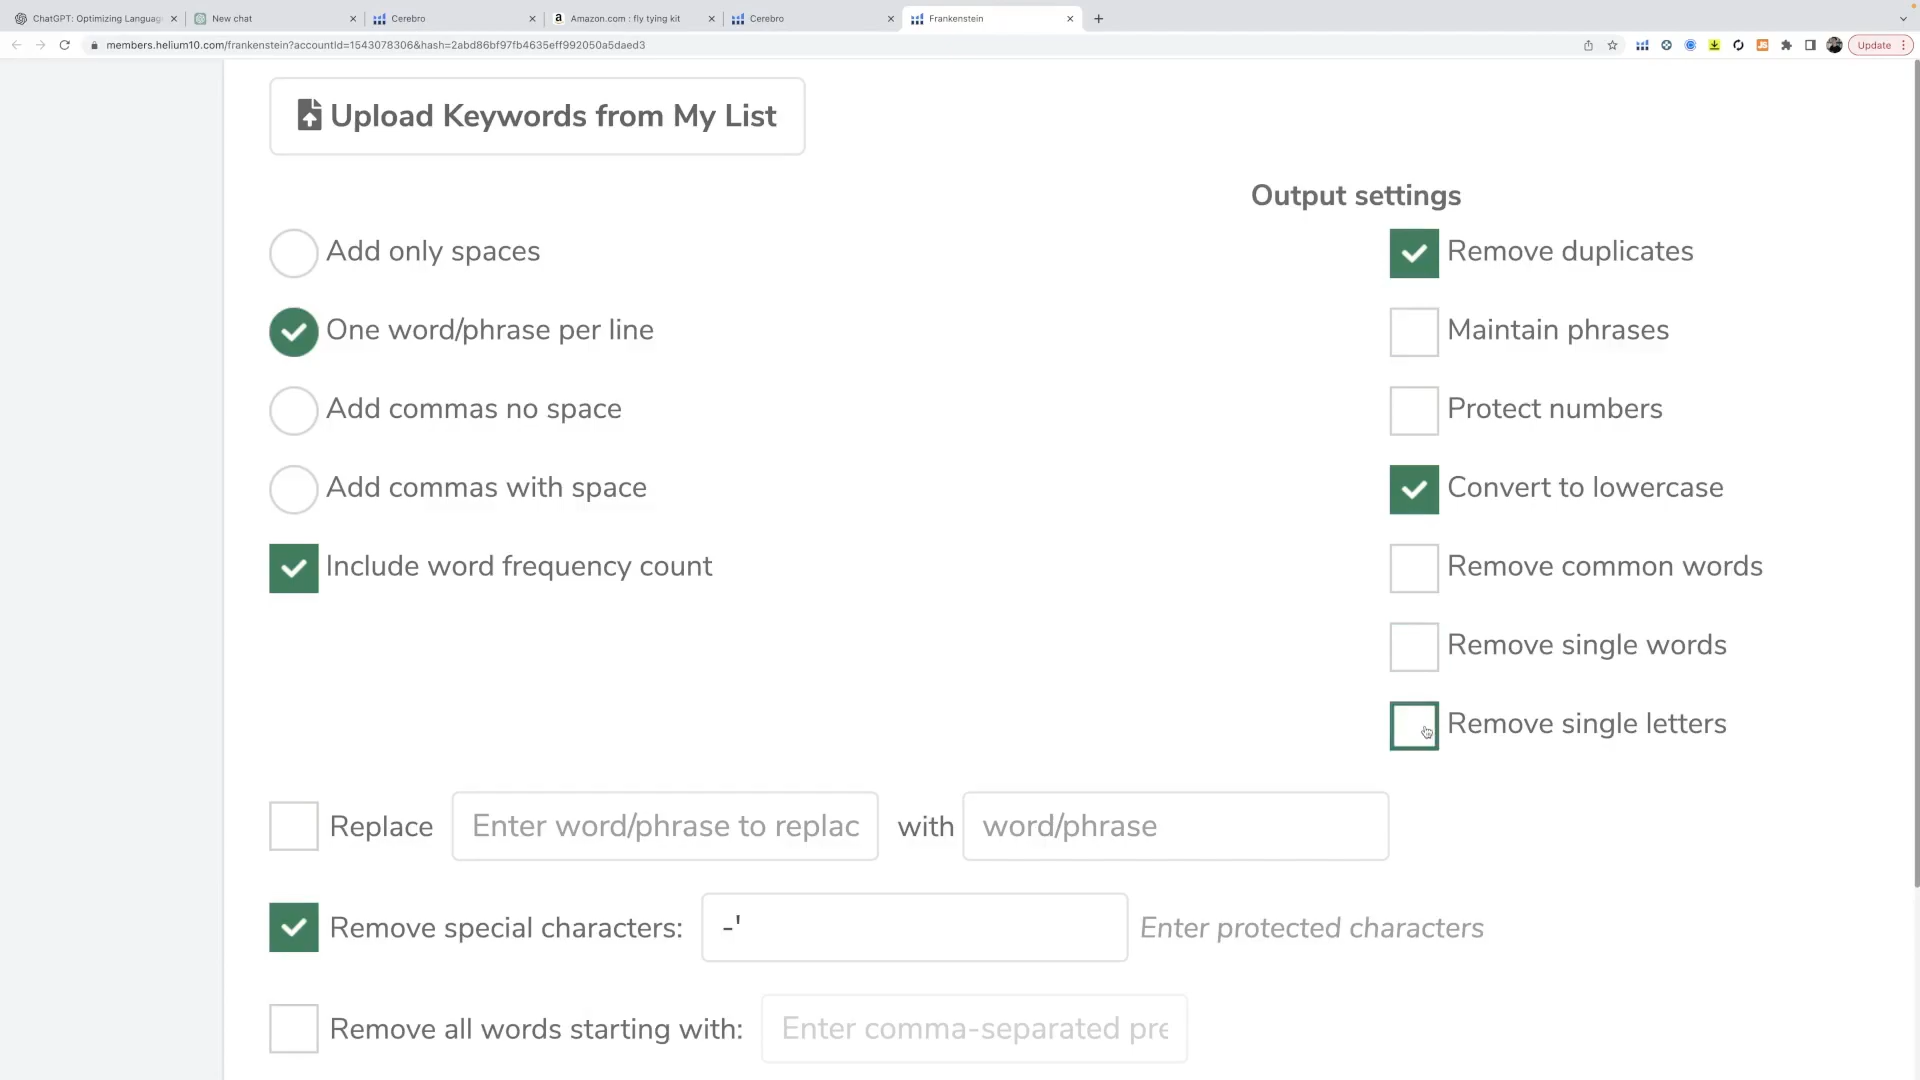 ChatGPT: Optimizing Languag
New chat
Cerebro
Amazon.com : fly tying kit
Cerebro
Frankenstein
members.helium10.com/frankenstein?accountId=1543078306&hash=2abd86bf97fb4635eff992050a5daed3
Update
Upload Keywords from My List
Output settings
Add only spaces
Remove duplicates
One word/phrase per line
Maintain phrases
Add commas no space
Protect numbers
Add commas with space
Convert to lowercase
Include word frequency count
Remove common words
Remove single words
Remove single letters
Replace Enter word/phrase to replac with word/phrase
Remove special characters: -' Enter protected characters
Remove all words starting with: Enter comma-separated pre